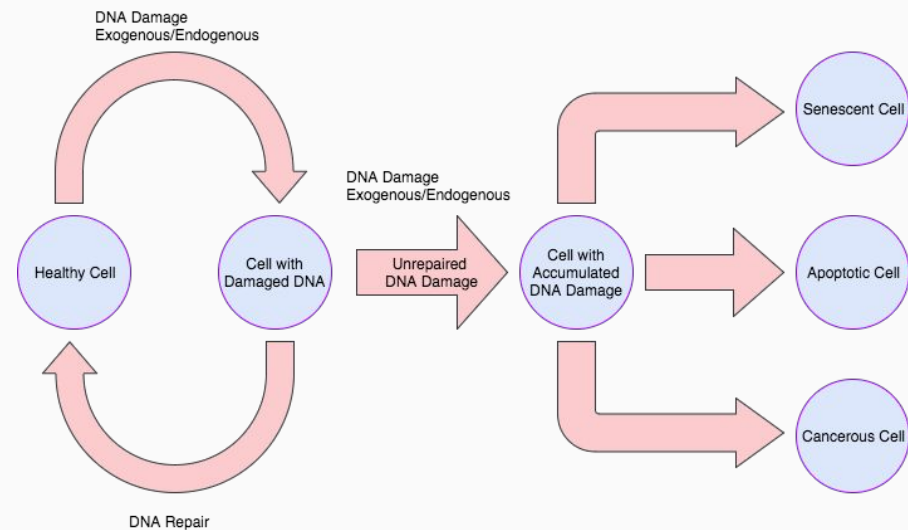 DNA Damage
Exogenous/Endogenous
Healthy Cell
Cell with
Damaged DNA
DNA Repair
DNA Damage
Exogenous/Endogenous
Unrepaired
DNA Damage
Cell with
Accumulated
DNA Damage
Senescent Cell
Apoptotic Cell
Cancerous Cell